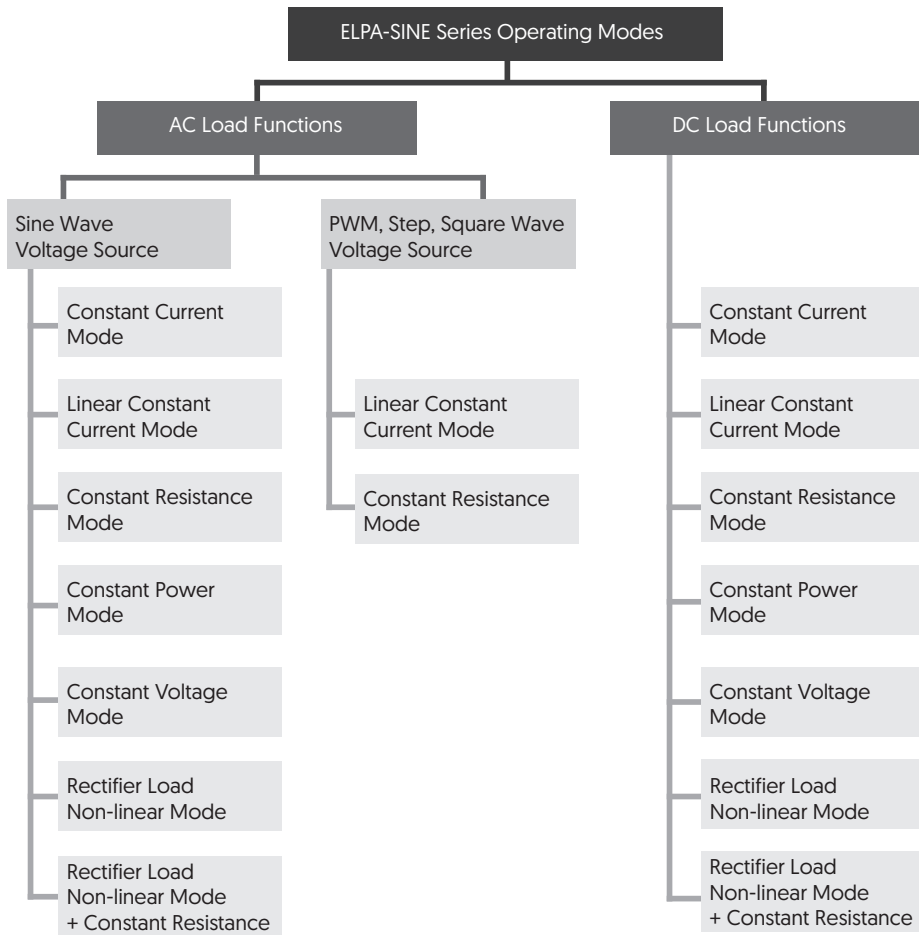 ELPA-SINE Series Operating Modes
AC Load Functions
DC Load Functions
Sine Wave
Voltage Source
PWM, Step, Square Wave
Voltage Source
Constant Current
Mode
Linear Constant
Current Mode
Constant Resistance
Mode
Constant Power
Mode
Constant Voltage
Mode
Rectifier Load
Non-linear Mode
Rectifier Load
Non-linear Mode
+ Constant Resistance
Linear Constant
Current Mode
Constant Resistance
Mode
Constant Current
Mode
Linear Constant
Current Mode
Constant Resistance
Mode
Constant Power
Mode
Constant Voltage
Mode
Rectifier Load
Non-linear Mode
Rectifier Load
Non-linear Mode
+ Constant Resistance